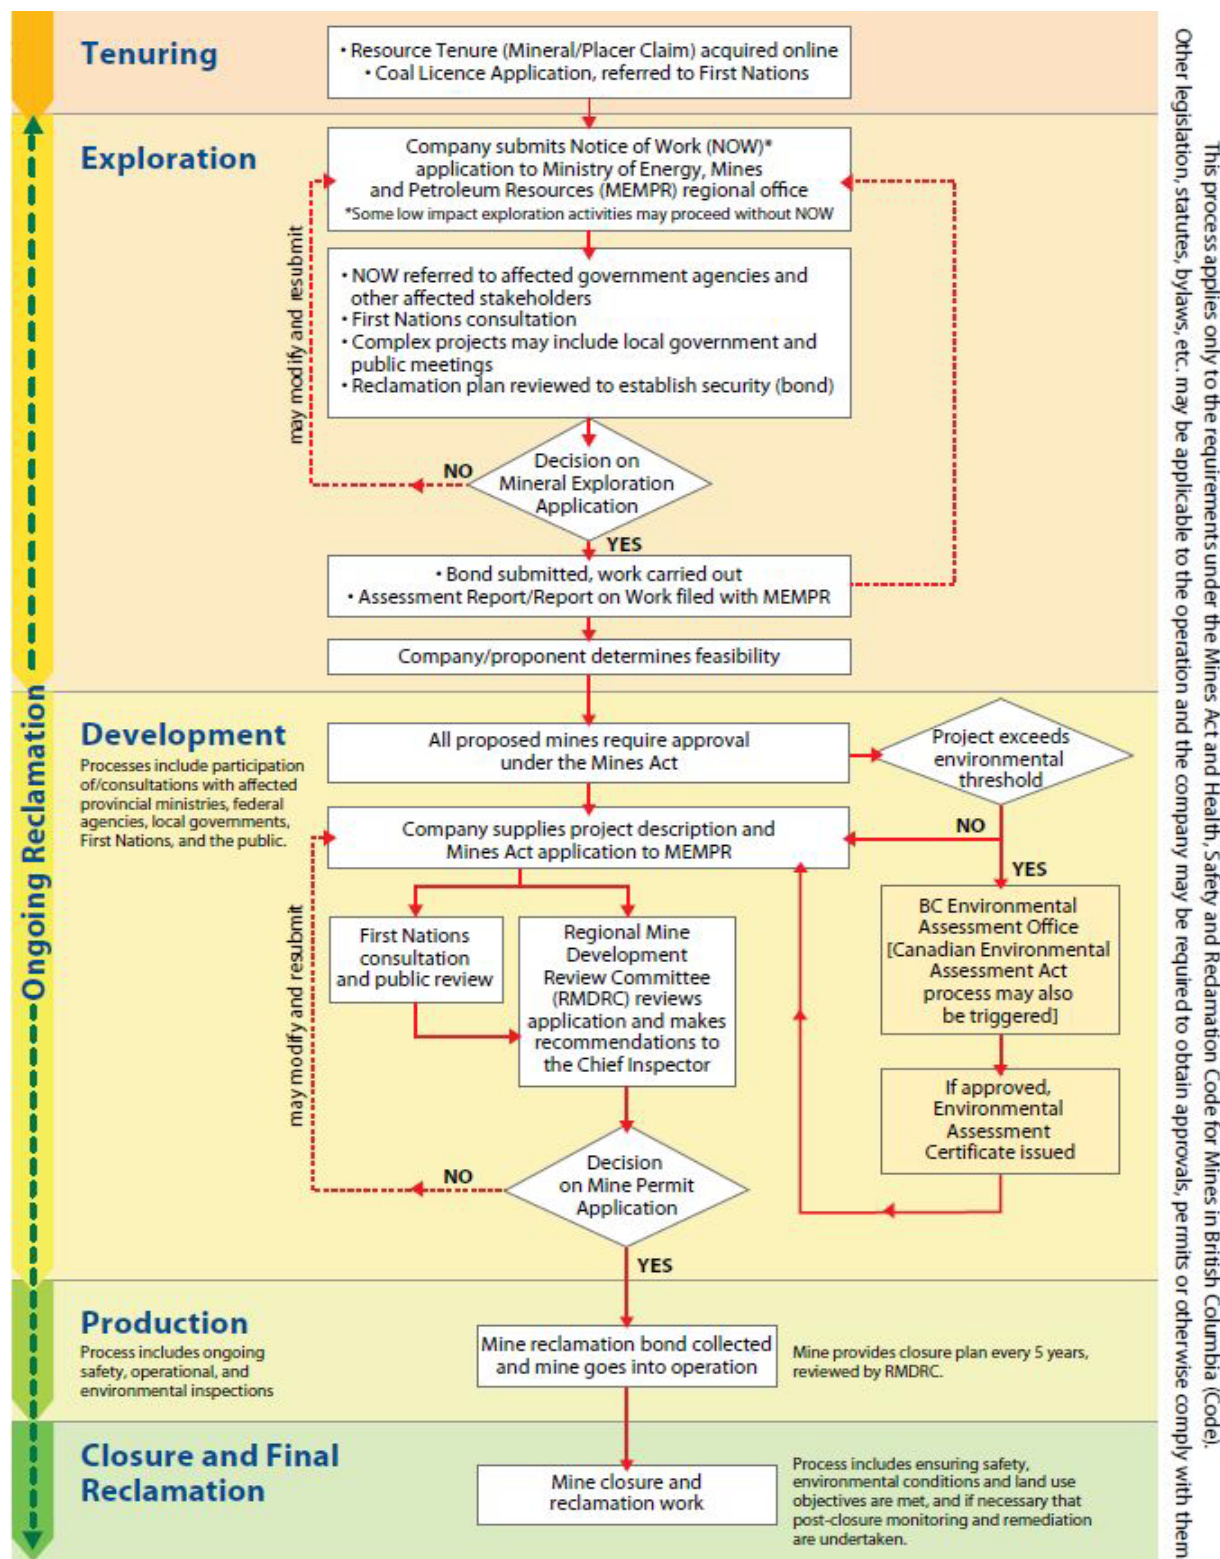 Tenuring
• Resource Tenure (Mineral/Placer Claim) acquired online
• Coal Licence Application, referred to First Nations
Exploration
Company submits Notice of Work (NOW)*
application to Ministry of Energy, Mines
and Petroleum Resources (MEMPR) regional office
*Some low impact exploration activities may proceed without NOW
may modify and resubmit
• NOW referred to affected government agencies and
other affected stakeholders
• First Nations consultation
• Complex projects may include local government and
public meetings
• Reclamation plan reviewed to establish security (bond)
Decision on
Mineral Exploration
Application
NO
YES
• Bond submitted, work carried out
• Assessment Report/Report on Work filed with MEMPR
Company/proponent determines feasibility
Ongoing Reclamation
Development
Processes include participation
of/consultations with affected
provincial ministries, federal
agencies, local governments,
First Nations, and the public.
All proposed mines require approval
under the Mines Act
Project exceeds
environmental
threshold
NO
YES
Company supplies project description and
Mines Act application to MEMPR
may modify and resubmit
First Nations
consultation
and public review
Regional Mine
Development
Review Committee
(RMDRC) reviews
application and makes
recommendations to
the Chief Inspector
BC Environmental
Assessment Office
[Canadian Environmental
Assessment Act
process may also
be triggered]
If approved,
Environmental
Assessment
Certificate issued
Decision
on Mine Permit
Application
NO
YES
Production
Process includes ongoing
safety, operational, and
environmental inspections
Mine reclamation bond collected
and mine goes into operation
Mine provides closure plan every 5 years,
reviewed by RMDRC.
Closure and Final
Reclamation
Mine closure and
reclamation work
Process includes ensuring safety,
environmental conditions and land use
objectives are met, and if necessary that
post-closure monitoring and remediation
are undertaken.
This process applies only to the requirements under the Mines Act and Health, Safety and Reclamation Code for Mines in British Columbia (Code).
Other legislation, statutes, bylaws, etc. may be applicable to the operation and the company may be required to obtain approvals, permits or otherwise comply with them